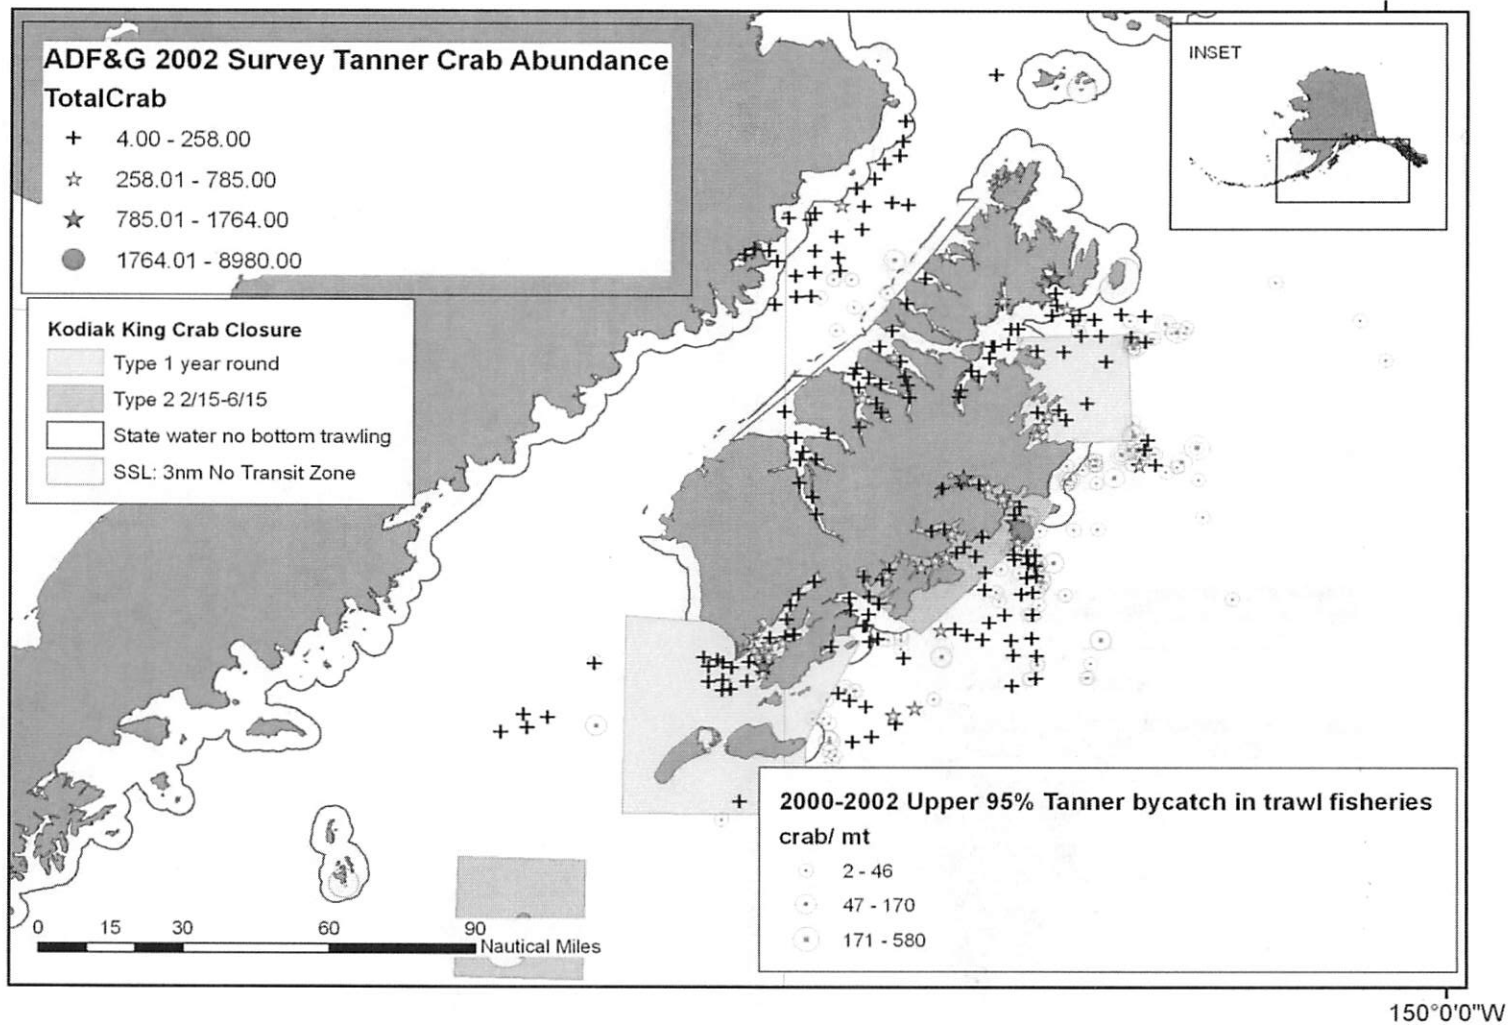 ADF&G 2002 Survey Tanner Crab Abundance
TotalCrab
4.00 - 258.00
258.01 - 785.00
785.01 - 1764.00
1764.01 - 8980.00
Kodiak King Crab Closure
Type 1 year round
Type 2 2/15-6/15
State water no bottom trawling
SSL: 3nm No Transit Zone
INSET
2000-2002 Upper 95% Tanner bycatch in trawl fisheries
crab/ mt
2 - 46
47 - 170
171 - 580
0 15 30 60 90
Nautical Miles
150°0'0"W